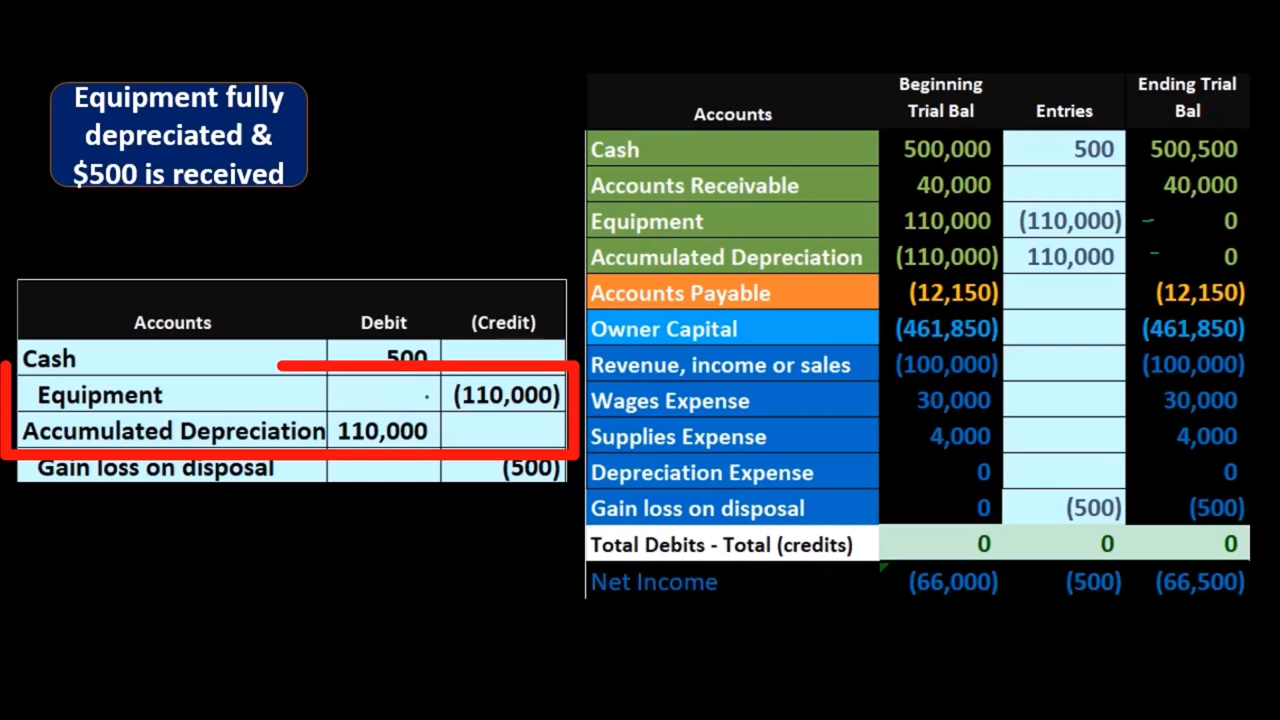 Equipment fully
depreciated &
$500 is received
Accounts Debit (Credit)
Cash 500
Equipment (110,000)
Accumulated Depreciation 110,000
Gain loss on disposal (500)
Accounts Beginning Trial Bal Entries Ending Trial Bal
Cash 500,000 500 500,500
Accounts Receivable 40,000 40,000
Equipment 110,000 (110,000) 0
Accumulated Depreciation (110,000) 110,000 0
Accounts Payable (12,150) (12,150)
Owner Capital (461,850) (461,850)
Revenue, income or sales (100,000) (100,000)
Wages Expense 30,000 30,000
Supplies Expense 4,000 4,000
Depreciation Expense 0 0
Gain loss on disposal 0 (500) (500)
Total Debits - Total (credits) 0 0 0
Net Income (66,000) (500) (66,500)